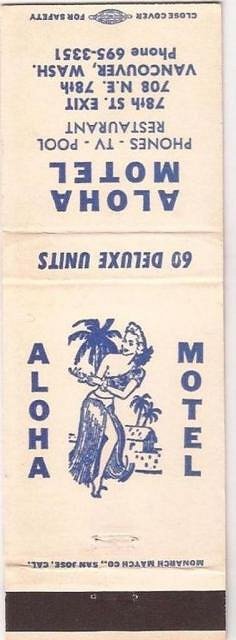 CLOSE COVER FOR SAFETY
ALOHA
MOTEL
PHONES - TV - POOL
RESTAURANT
78th ST. EXIT
708 N.E. 78th
VANCOUVER, WASH.
Phone 695-3351
60 DELUXE UNITS
ALOHA
MOTEL
MONARCH MATCH CO., SAN JOSE, CAL.